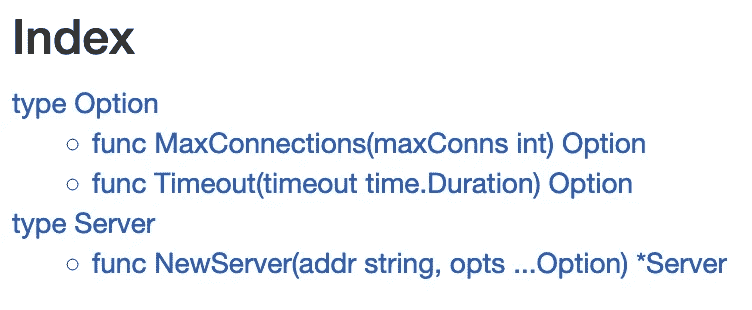 Index
type Option
func MaxConnections(maxConns int) Option
func Timeout(timeout time.Duration) Option
type Server
func NewServer(addr string, opts ...Option) *Server